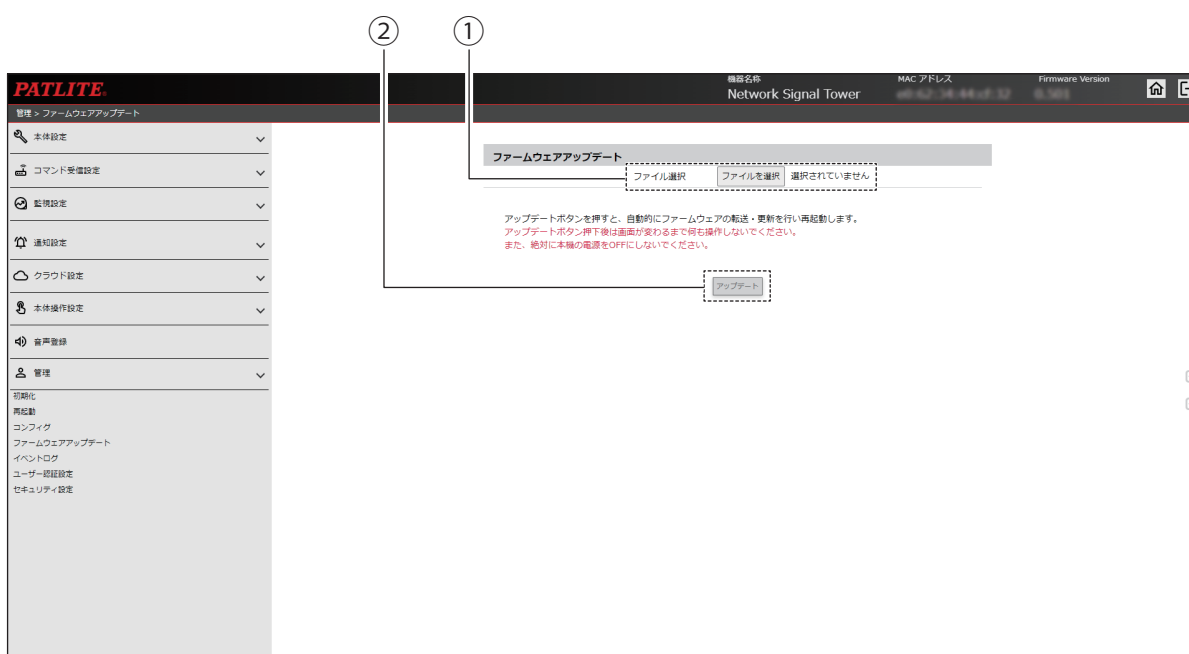 ② ①
PATLITE
機器名称 MAC アドレス Firmware Version
Network Signal Tower
管理 > ファームウェアアップデート
本体設定
コマンド受信設定
監視設定
通知設定
クラウド設定
本体操作設定
音声登録
管理
初期化
再起動
コンフィグ
ファームウェアアップデート
イベントログ
ユーザー認証設定
セキュリティ設定
ファームウェアアップデート
ファイル選択 ファイルを選択 選択されていません
アップデートボタンを押すと、自動的にファームウェアの転送・更新を行い再起動します。
アップデートボタン押下後は画面が変わるまで何も操作しないでください。
また、絶対に本機の電源をOFFにしないでください。
アップデート